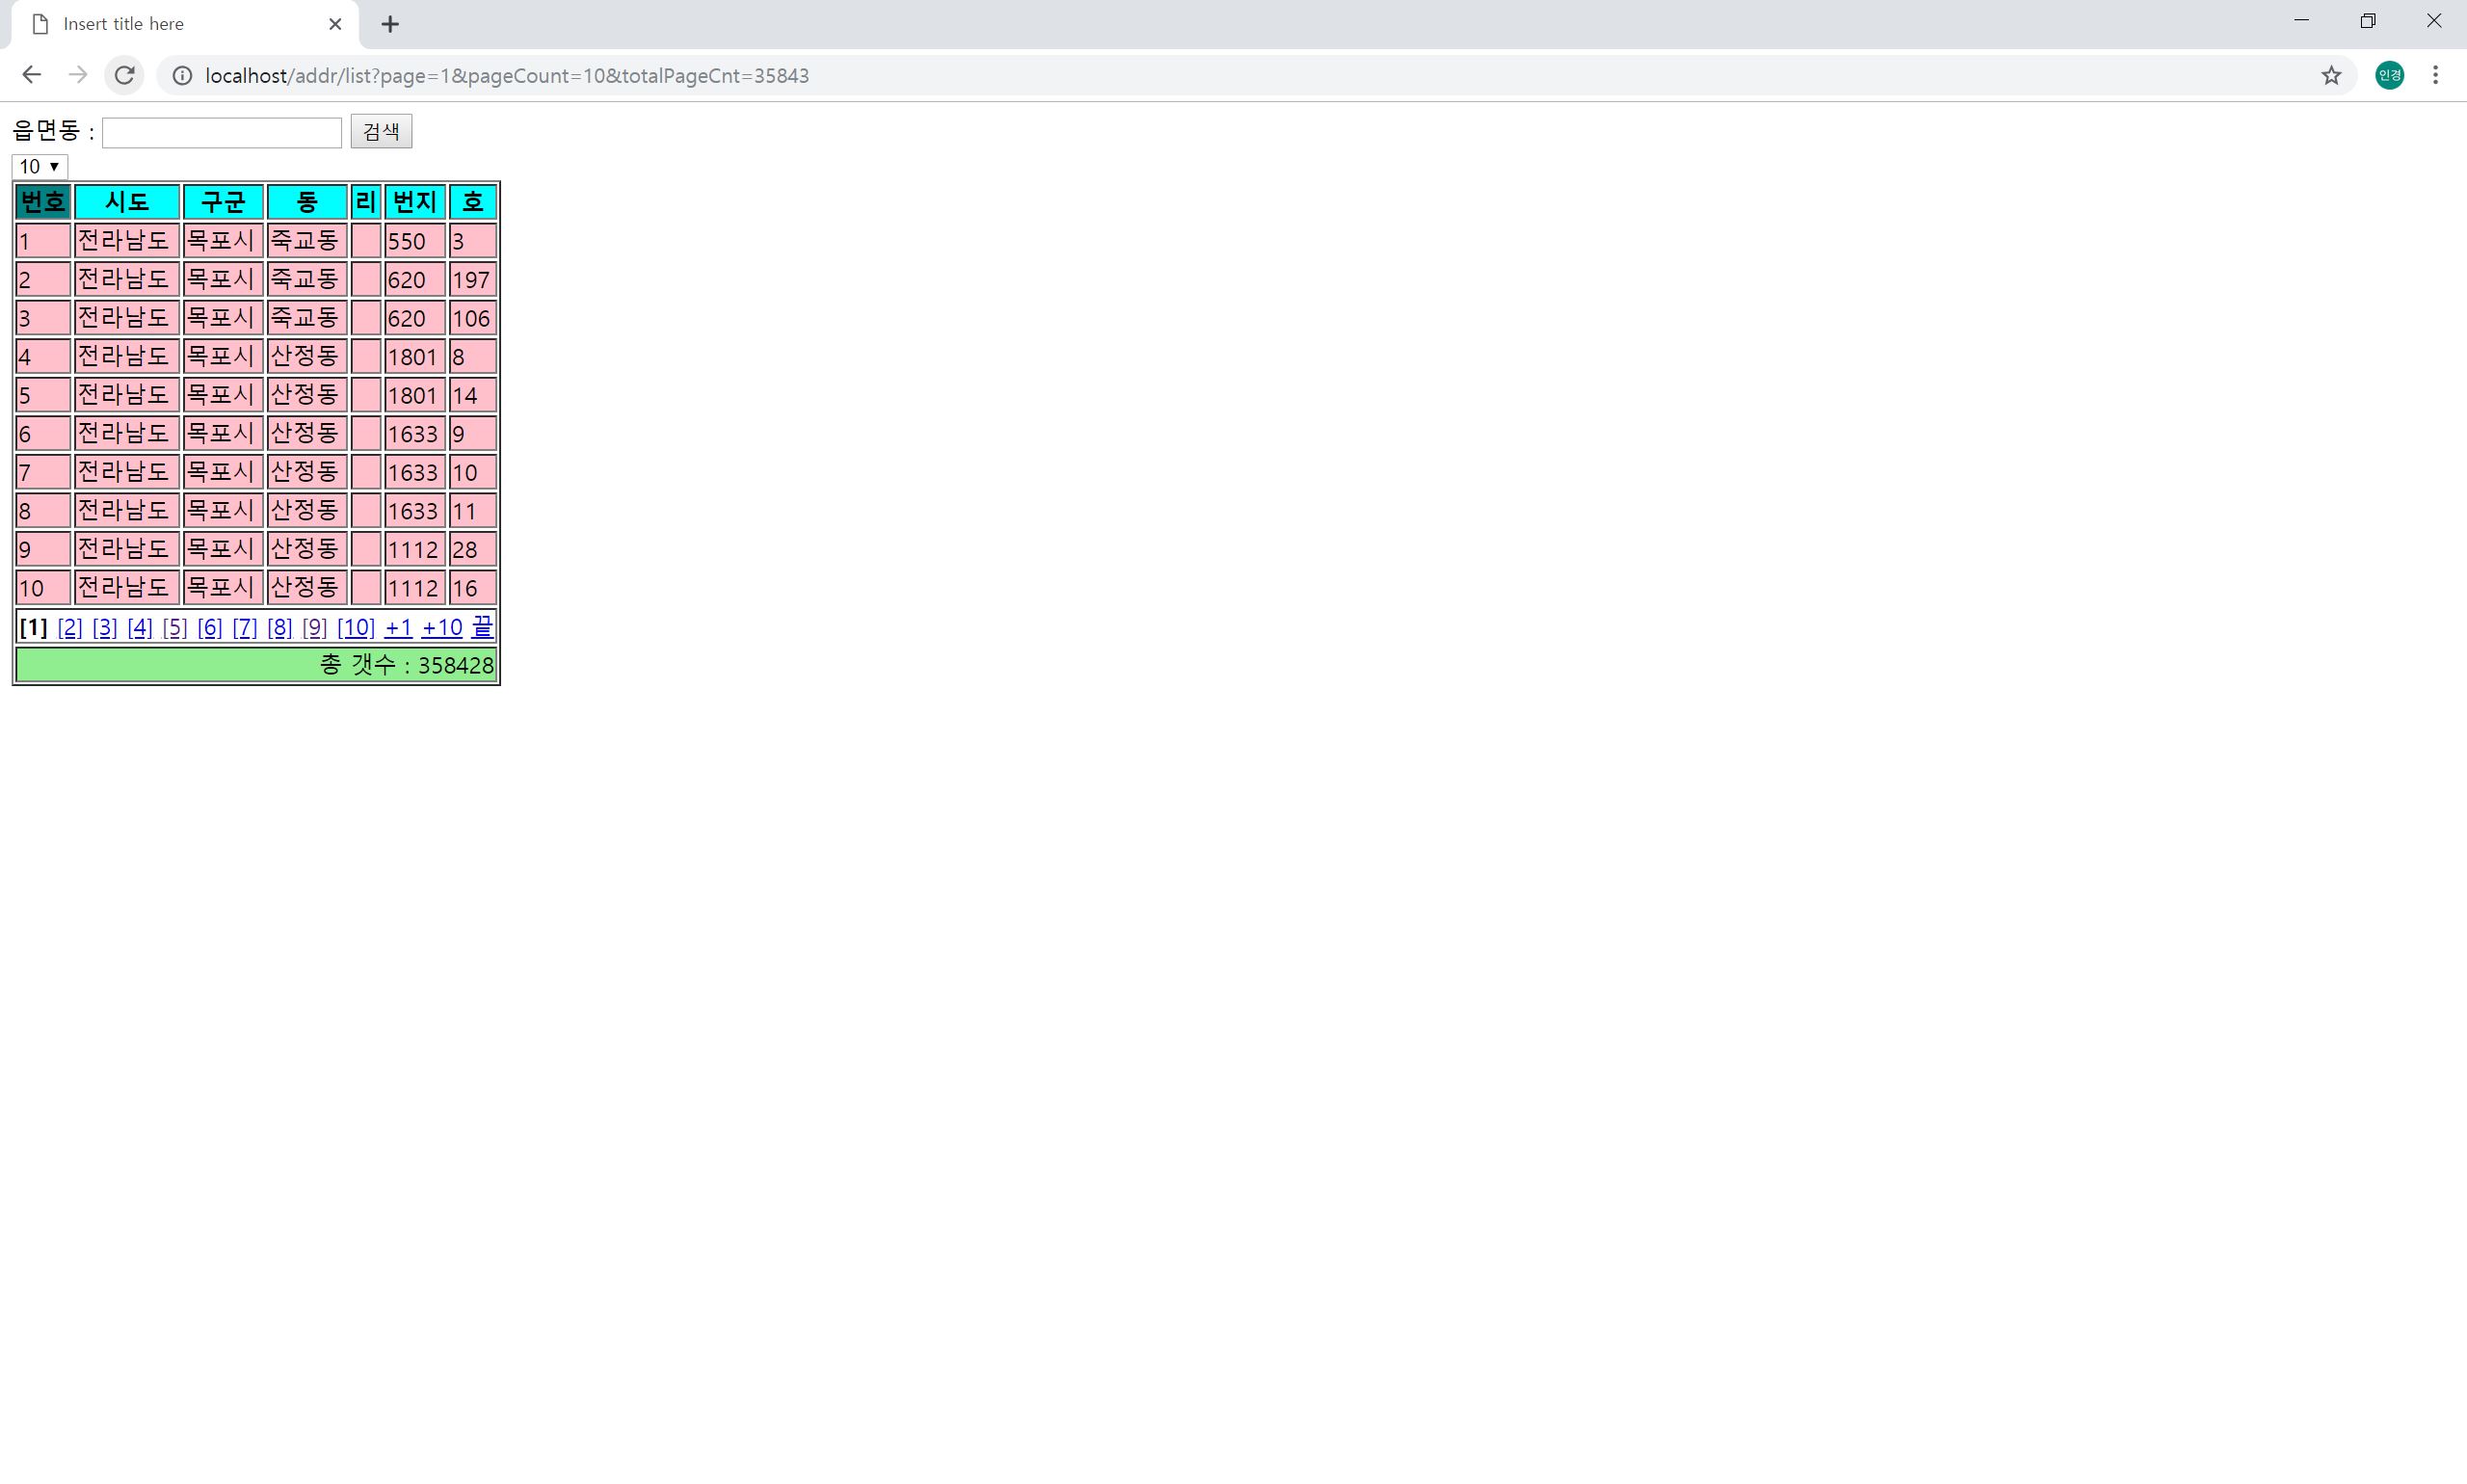 Insert title here
localhost/addr/list?page=1&pageCount=10&totalPageCnt=35843
인경
읍면동 : 검색
10
번호 시도 구군 동 리 번지 호
1 전라남도 목포시 죽교동 550 3
2 전라남도 목포시 죽교동 620 197
3 전라남도 목포시 죽교동 620 106
4 전라남도 목포시 산정동 1801 8
5 전라남도 목포시 산정동 1801 14
6 전라남도 목포시 산정동 1633 9
7 전라남도 목포시 산정동 1633 10
8 전라남도 목포시 산정동 1633 11
9 전라남도 목포시 산정동 1112 28
10 전라남도 목포시 산정동 1112 16
[1] [2] [3] [4] [5] [6] [7] [8] [9] [10] +1 +10 끝
총 갯수 : 358428